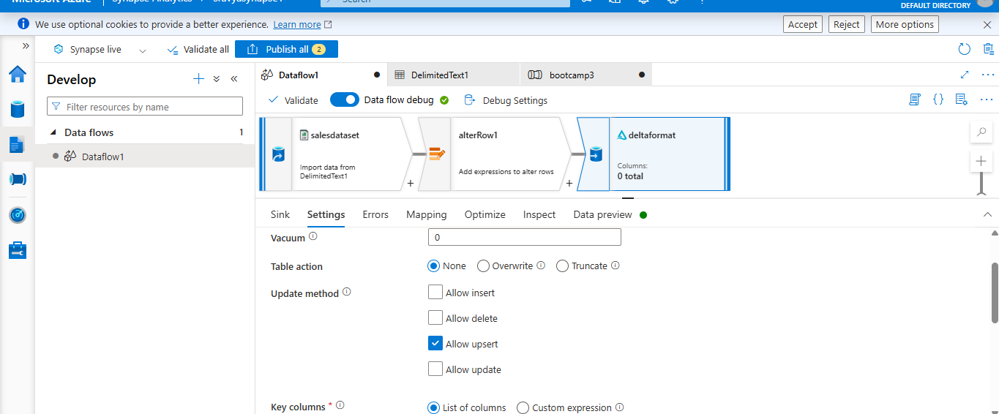 Microsoft Azure
Synapse Analytics
sravyasynapse1
Search
DEFAULT DIRECTORY
We use optional cookies to provide a better experience. Learn more
Accept
Reject
More options
Synapse live
Validate all
Publish all 2
Develop
Filter resources by name
Data flows 1
Dataflow1
Dataflow1
DelimitedText1
bootcamp3
Validate
Data flow debug
Debug Settings
salesdataset
Import data from
DelimitedText1
+
alterRow1
Add expressions to alter rows
+
deltaformat
Columns:
0 total
Sink
Settings
Errors
Mapping
Optimize
Inspect
Data preview
Vacuum
0
Table action
None
Overwrite
Truncate
Update method
Allow insert
Allow delete
Allow upsert
Allow update
Key columns *
List of columns
Custom expression